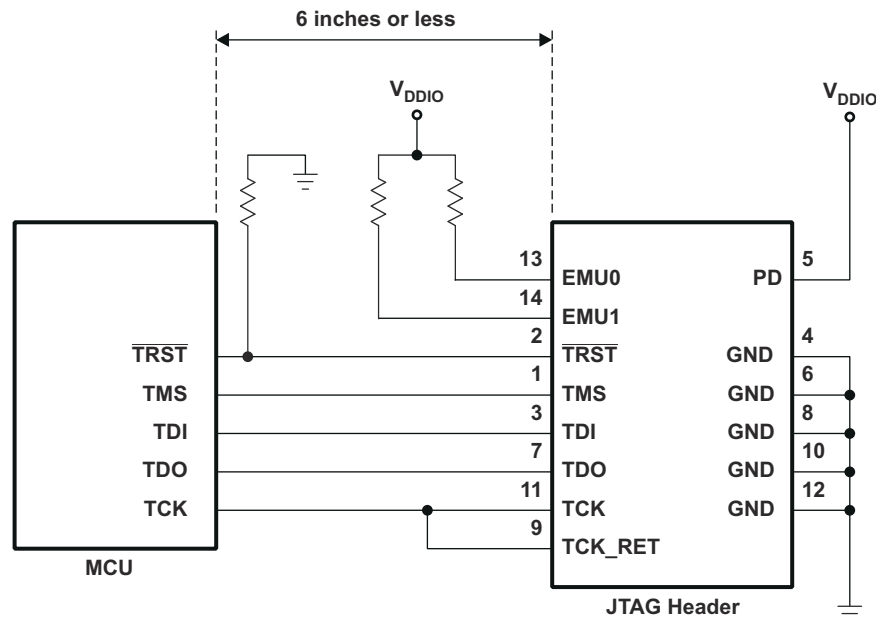 6 inches or less
VDDIO
VDDIO
13
EMU0
PD
5
14
EMU1
2
4
TRST
TRST
GND
1
6
TMS
TMS
GND
3
8
TDI
TDI
GND
7
10
TDO
TDO
GND
11
12
TCK
TCK
GND
9
TCK_RET
MCU
JTAG Header